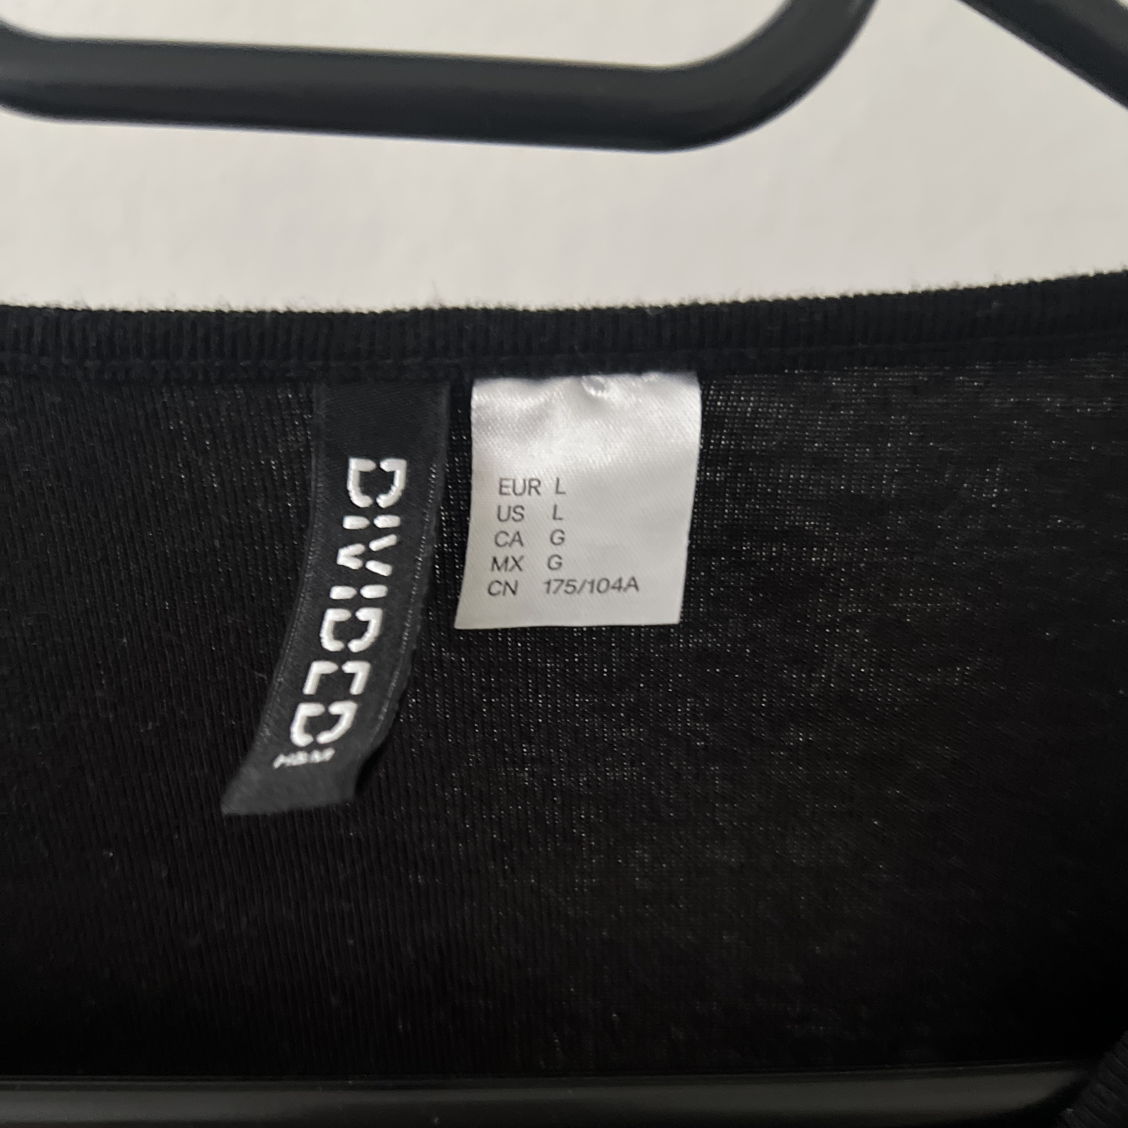 DIVIDED
H&M
EUR L
US L
CA G
MX G
CN 175/104A